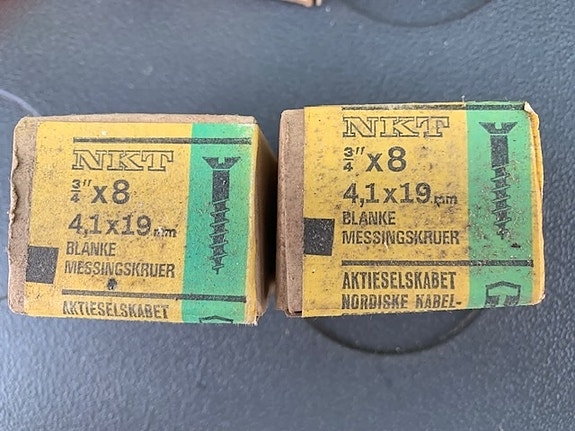 NKT
3/4" x 8
4,1 x 19 mm
BLANKE
MESSINGSKRUER
AKTIESELSKABET
NKT
3/4" x 8
4,1 x 19 mm
BLANKE
MESSINGSKRUER
AKTIESELSKABET
NORDISKE KABEL-